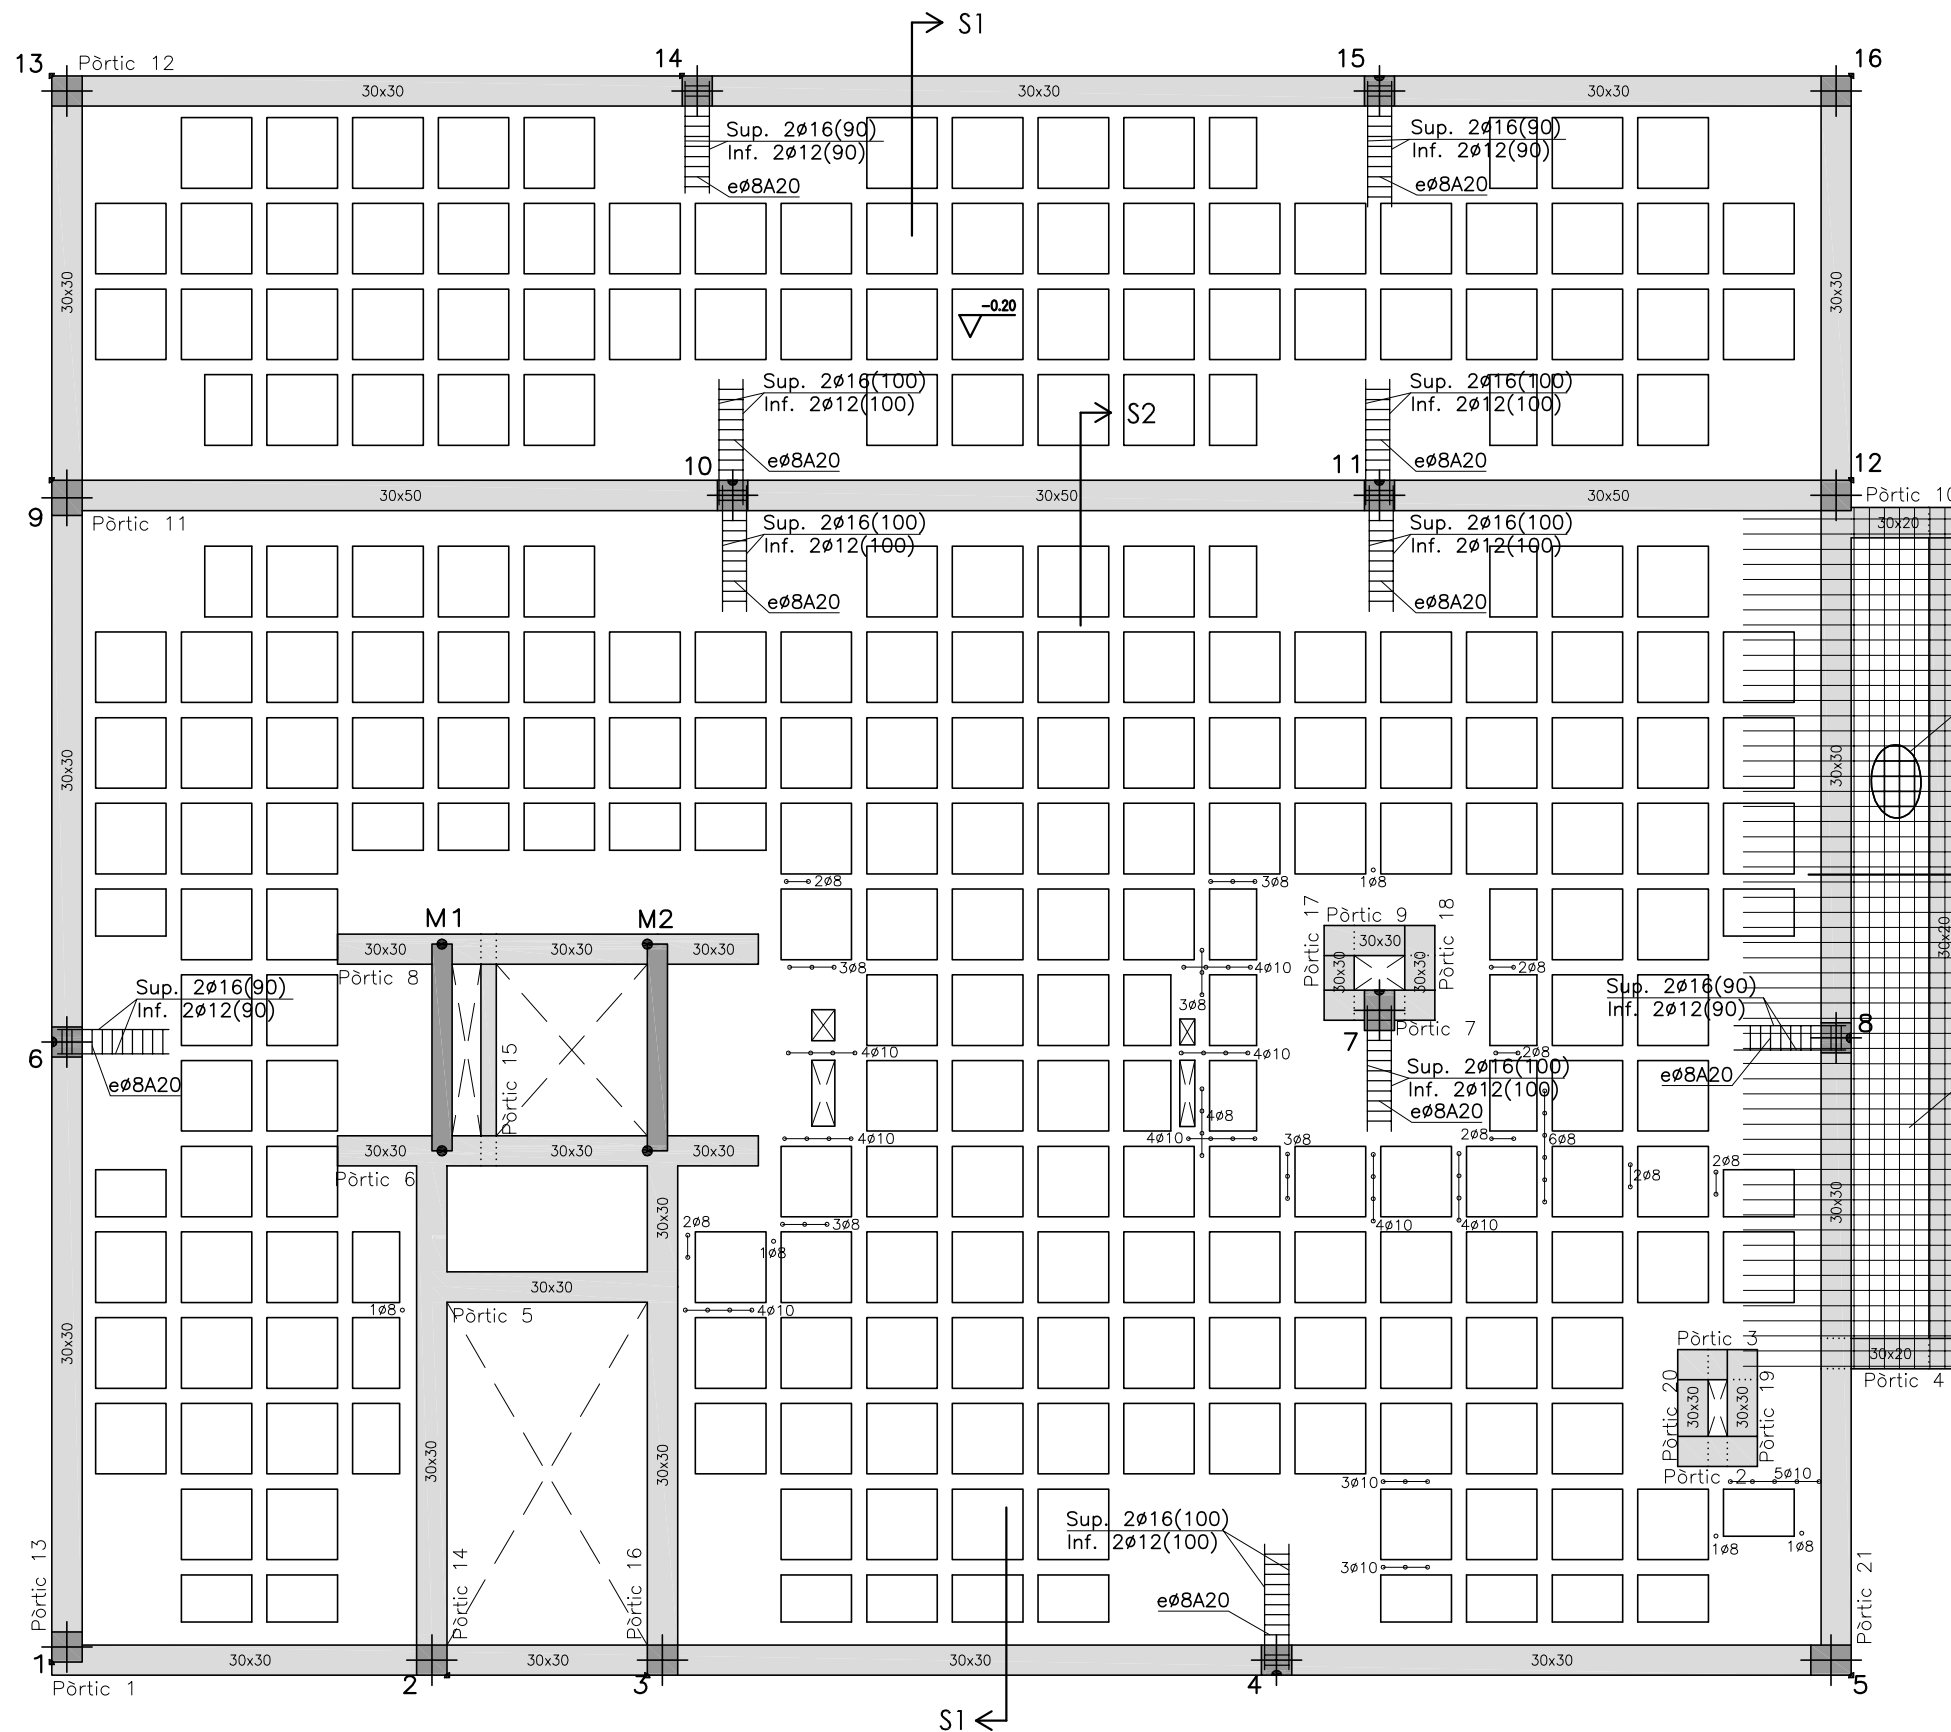 S1
13
Pòrtic 12
14
15
16
30x30
30x30
30x30
Sup. 2ø16(90)
Inf. 2ø12(90)
eø8A20
Sup. 2ø16(90)
Inf. 2ø12(90)
eø8A20
30x30
30x30
-0.20
Sup. 2ø16(100)
Inf. 2ø12(100)
eø8A20
Sup. 2ø16(100)
Inf. 2ø12(100)
eø8A20
S2
10
11
12
30x50
30x50
30x50
Pòrtic 10
9
Pòrtic 11
30x20
Sup. 2ø16(100)
Inf. 2ø12(100)
eø8A20
Sup. 2ø16(100)
Inf. 2ø12(100)
eø8A20
30x30
30x30
2ø8
3ø8
1ø8
M1
M2
Pòrtic 17
Pòrtic 9
Pòrtic 18
30x30
30x30
30x30
30x30
30x20
Pòrtic 8
3ø8
4ø10
2ø8
30x30
30x30
Sup. 2ø16(90)
Inf. 2ø12(90)
Sup. 2ø16(90)
Inf. 2ø12(90)
3ø8
Pòrtic 7
7
8
6
Pòrtic 15
4ø10
4ø10
2ø8
eø8A20
Sup. 2ø16(100)
Inf. 2ø12(100)
eø8A20
eø8A20
4ø8
4ø10
4ø10
3ø8
2ø8
6ø8
30x30
30x30
30x30
Pòrtic 6
2ø8
2ø8
30x30
30x30
2ø8
3ø8
4ø10
4ø10
1ø8
30x30
1ø8
Pòrtic 5
4ø10
30x30
Pòrtic 3
30x20
Pòrtic 4
Pòrtic 20
30x30
30x30
Pòrtic 19
30x30
30x30
Pòrtic 2
5ø10
3ø10
Sup. 2ø16(100)
Inf. 2ø12(100)
1ø8
1ø8
3ø10
eø8A20
Pòrtic 13
Pòrtic 14
Pòrtic 16
Pòrtic 21
1
30x30
30x30
30x30
30x30
Pòrtic 1
2
3
4
5
S1